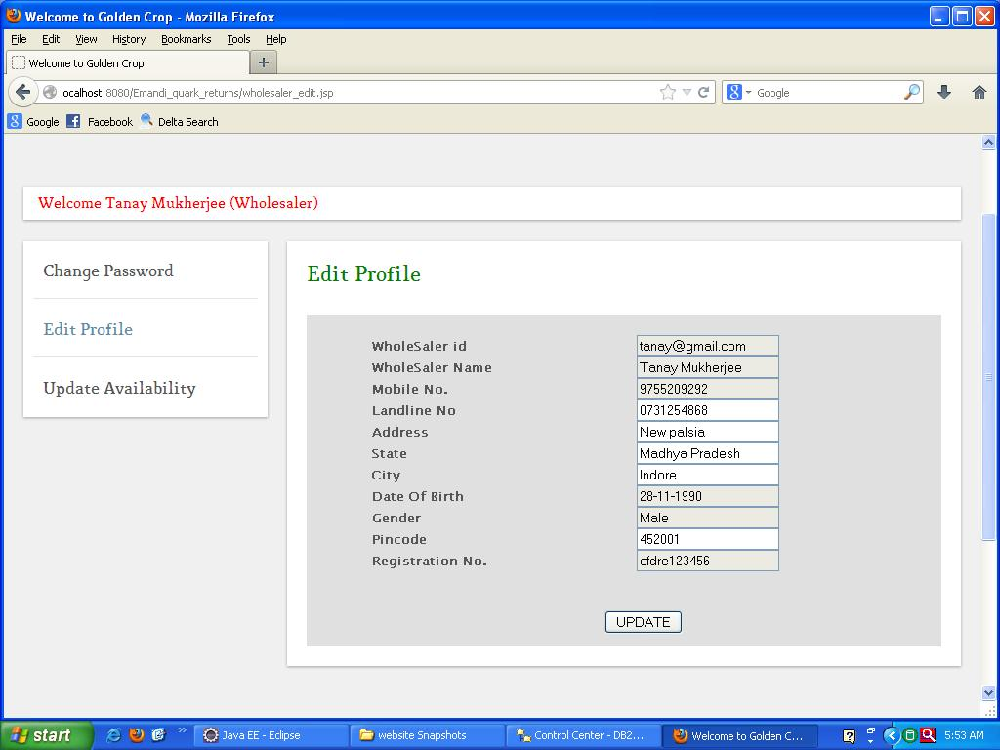 Welcome to Golden Crop - Mozilla Firefox
File Edit View History Bookmarks Tools Help
Welcome to Golden Crop
localhost:8080/Emandi_quark_returns/wholesaler_edit.jsp
Google
Google Facebook Delta Search
Welcome Tanay Mukherjee (Wholesaler)
Change Password
Edit Profile
Update Availability
Edit Profile
WholeSaler id tanay@gmail.com
WholeSaler Name Tanay Mukherjee
Mobile No. 9755209292
Landline No 0731254868
Address New palsia
State Madhya Pradesh
City Indore
Date Of Birth 28-11-1990
Gender Male
Pincode 452001
Registration No. cfdre123456
UPDATE
start Java EE - Eclipse website Snapshots Control Center - DB2... Welcome to Golden C... 5:53 AM